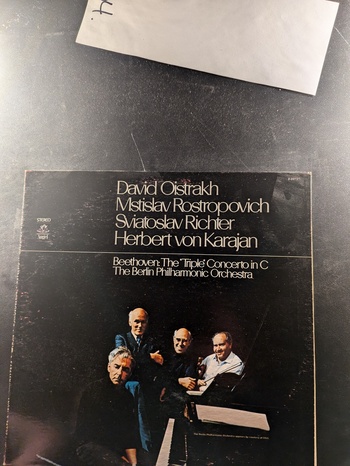 4.
David Oistrakh
Mstislav Rostropovich
Sviatoslav Richter
STEREO
Herbert von Karajan
Beethoven: The "Triple" Concerto in C
The Berlin Philharmonic Orchestra